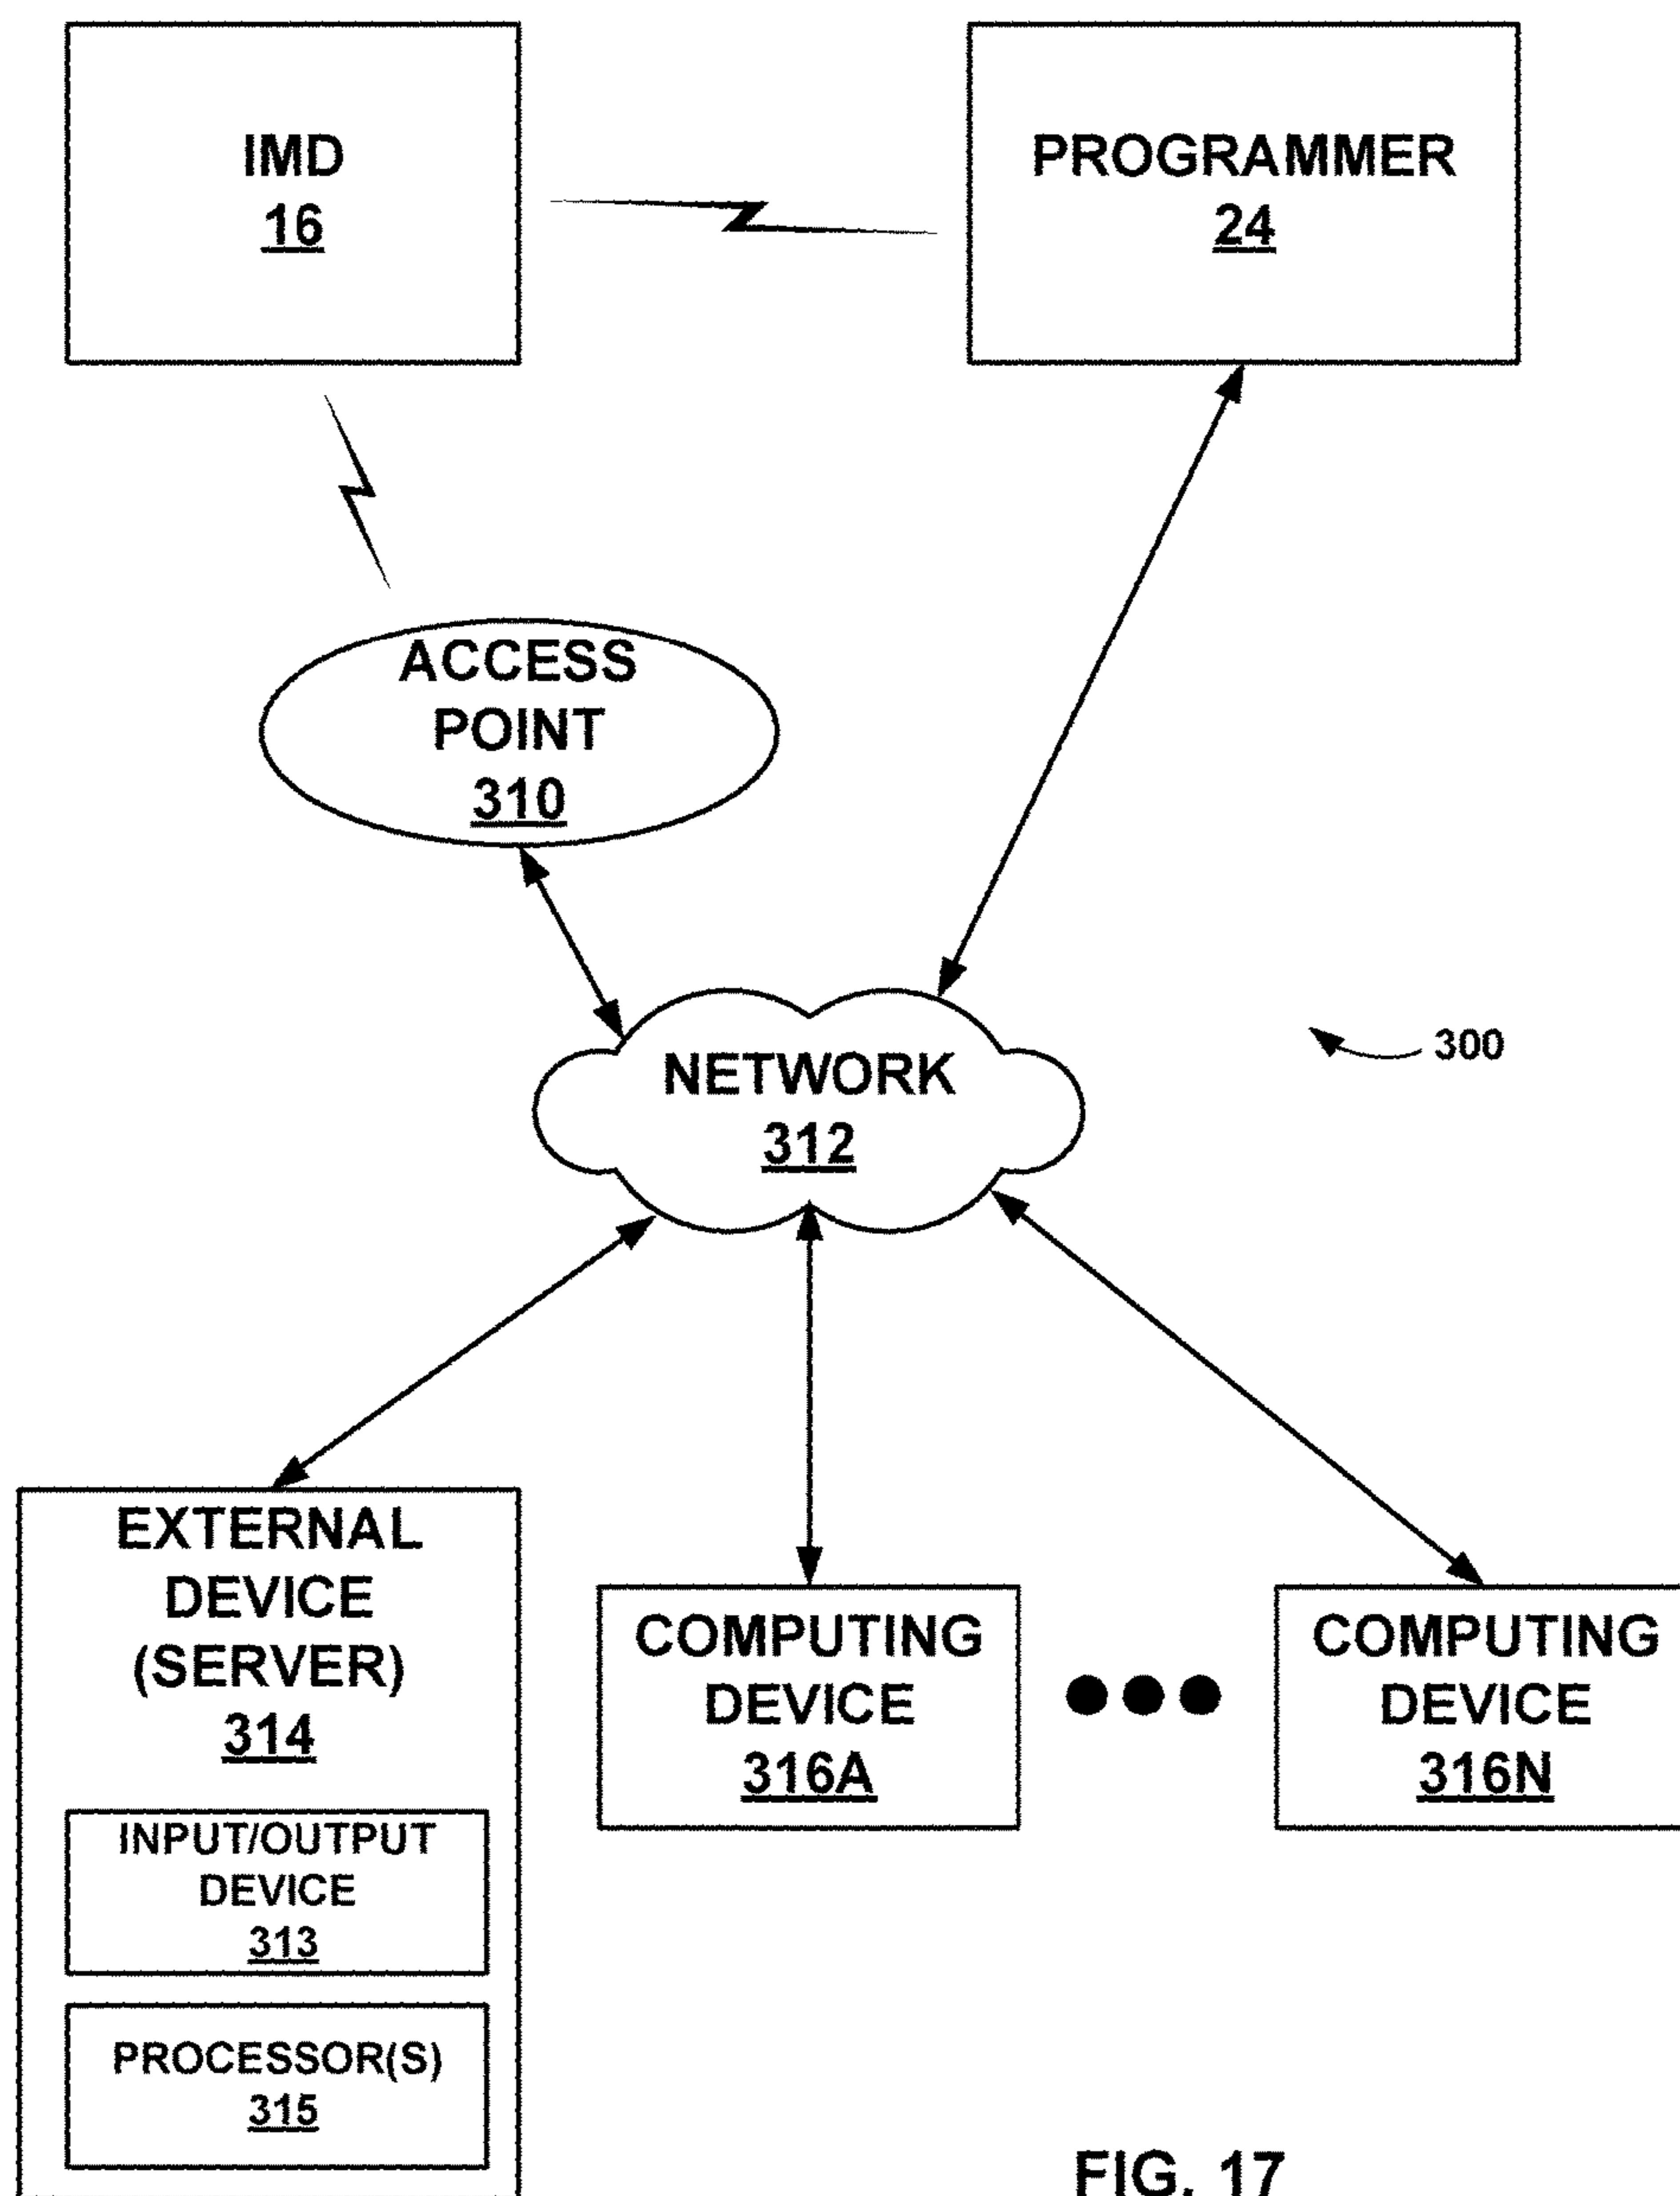 IMD
16
PROGRAMMER
24
ACCESS
POINT
310
NETWORK
312
300
EXTERNAL
DEVICE
(SERVER)
314
INPUT/OUTPUT
DEVICE
313
PROCESSOR(S)
315
COMPUTING
DEVICE
316A
COMPUTING
DEVICE
316N
FIG. 17